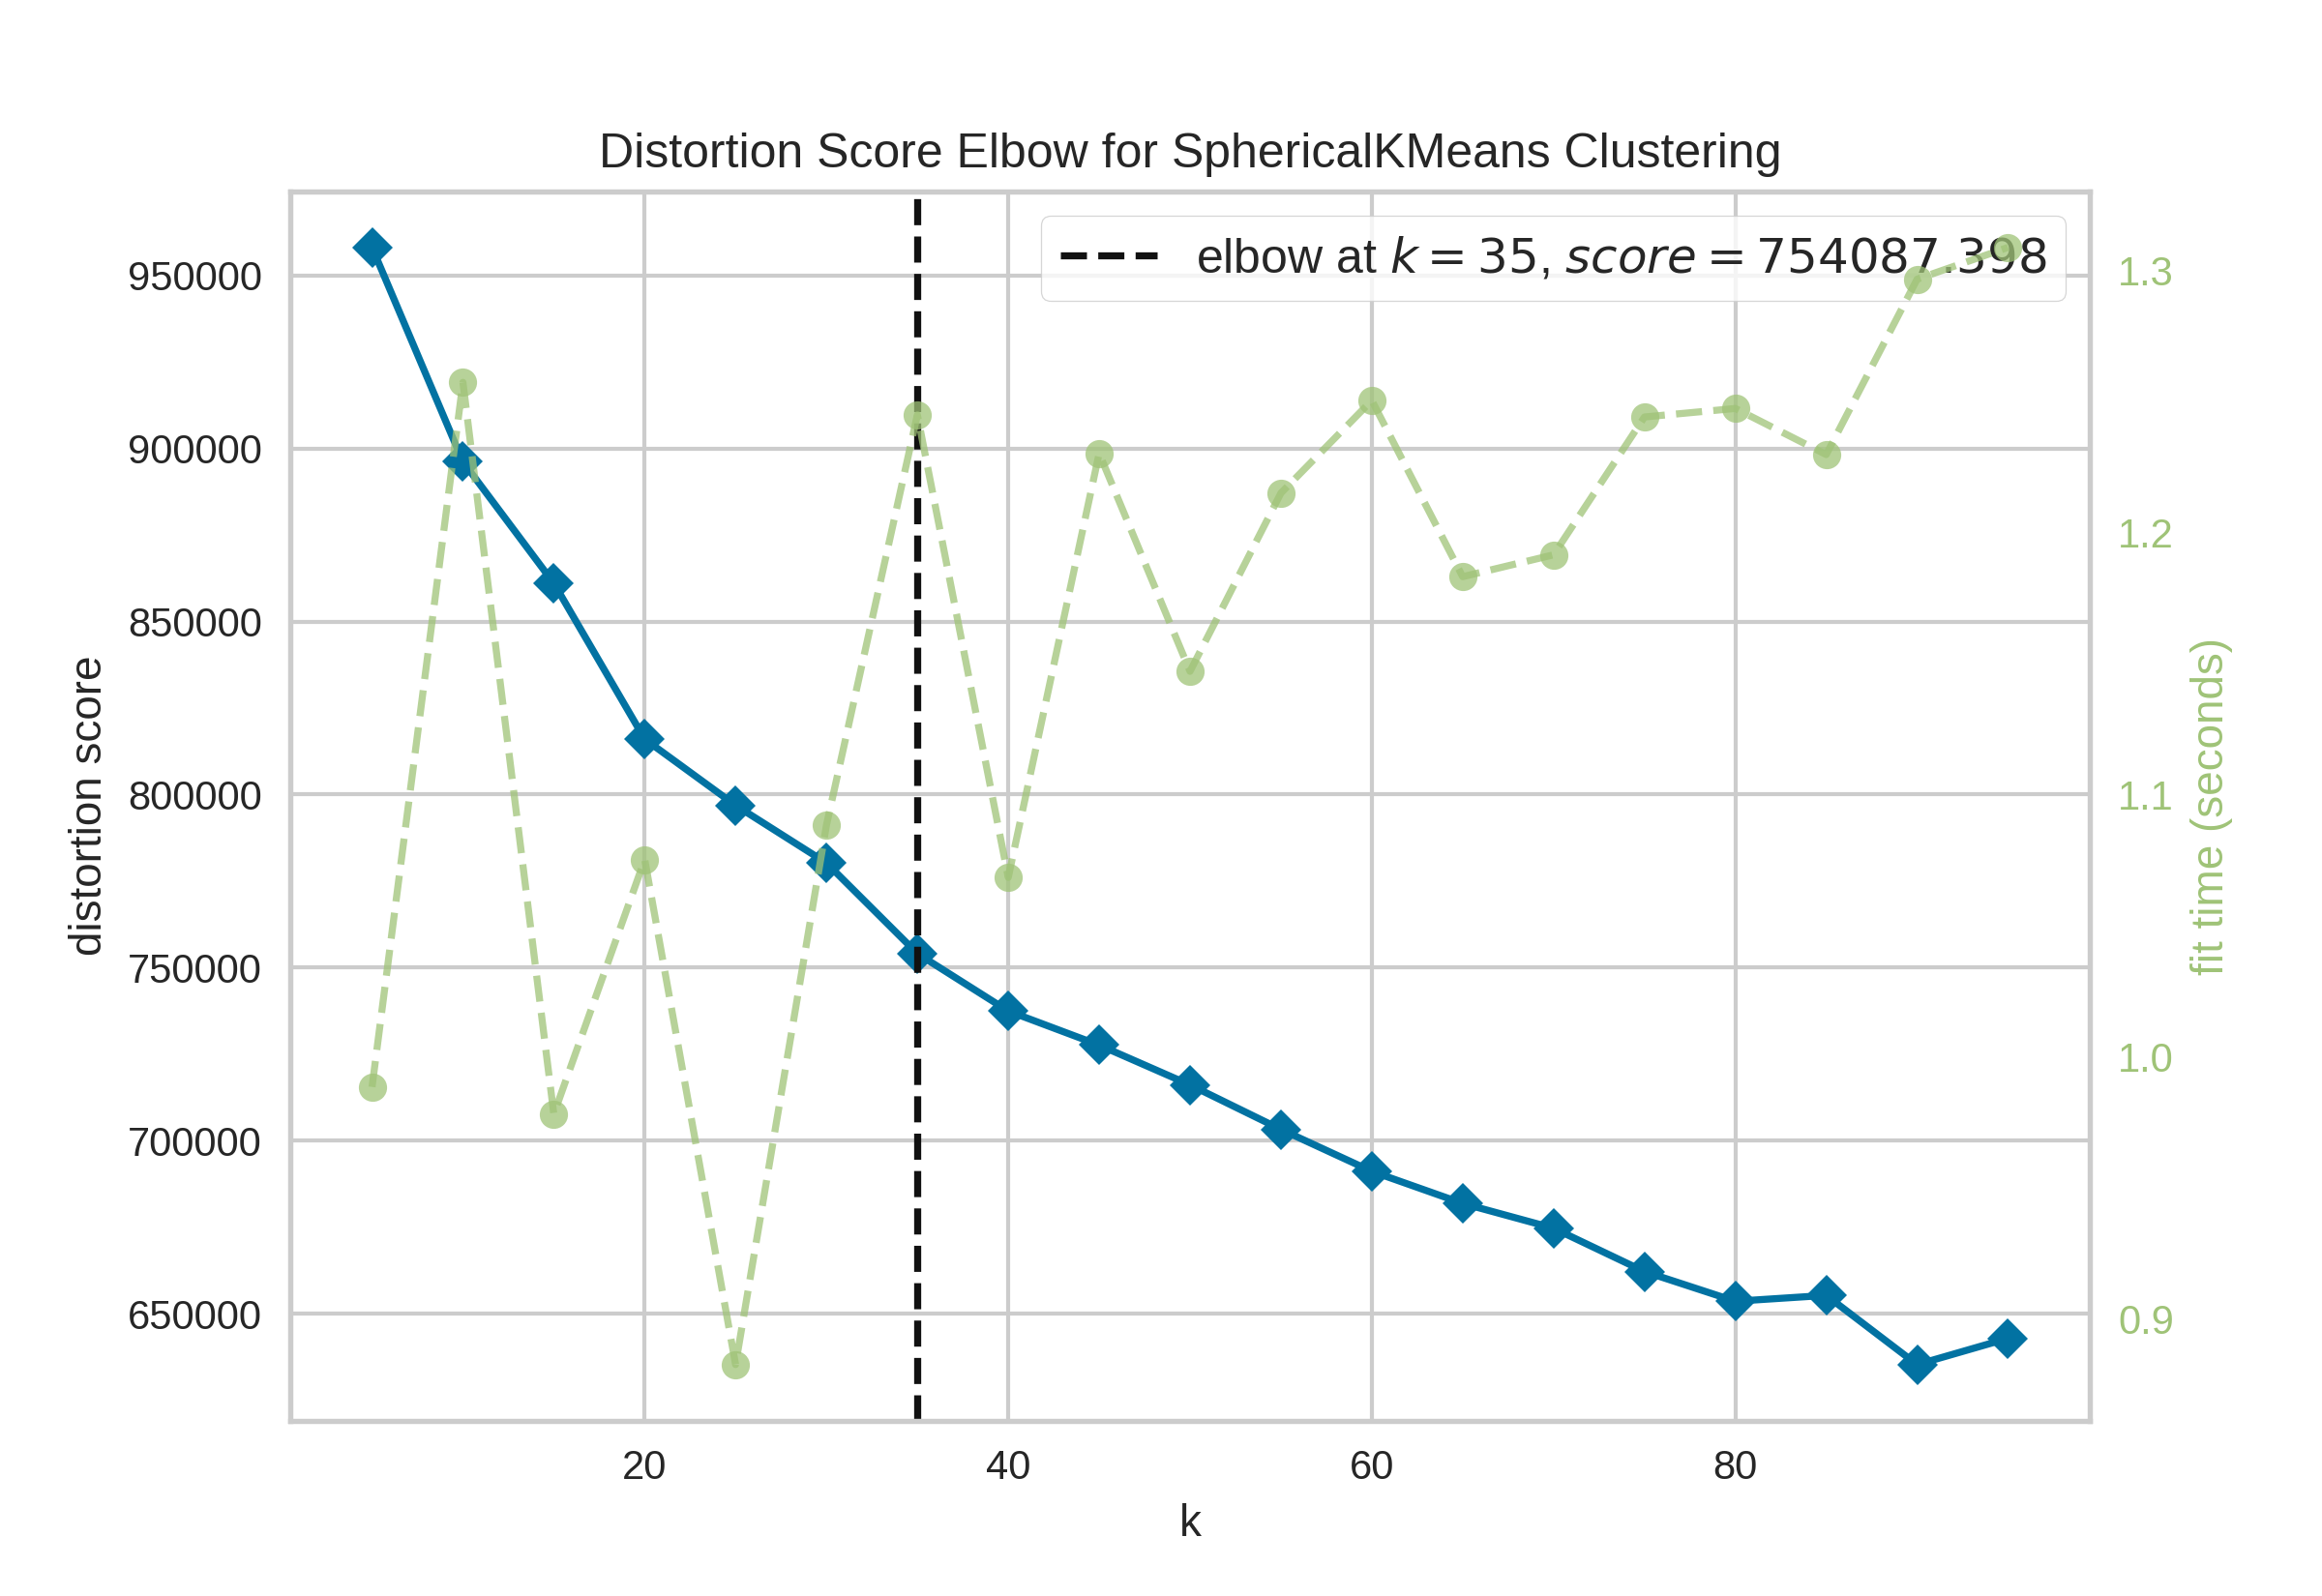 Distortion Score Elbow for SphericalKMeans Clustering
elbow at k = 35, score = 754087.398
950000
900000
850000
800000
750000
700000
650000
distortion score
1.3
1.2
1.1
1.0
0.9
fit time (seconds)
20 40 60 80
k